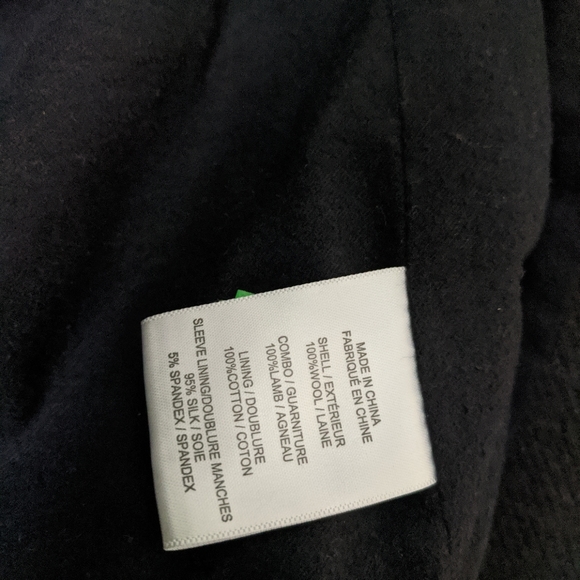 MADE IN CHINA
FABRIQUÉ EN CHINE
SHELL / EXTÉRIEUR
100%WOOL / LAINE
COMBO / GUARNITURE
100%LAMB / AGNEAU
LINING / DOUBLURE
100%COTTON / COTON
SLEEVE LINING/DOUBLURE MANCHES
95% SILK / SOIE
5% SPANDEX / SPANDEX